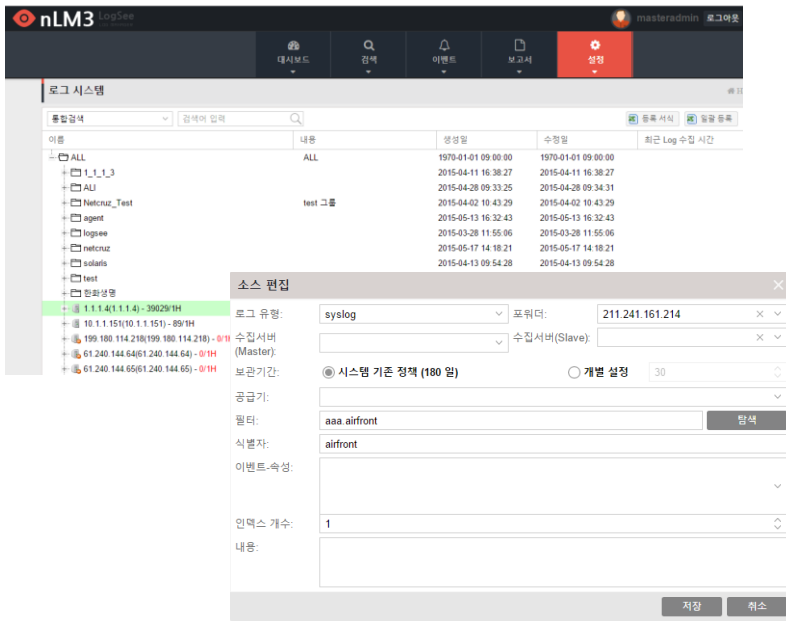 nLM3 LogSee
masteradmin 로그아웃
대시보드 검색 이벤트 보고서 설정
로그 시스템
통합검색 검색어 입력 등록 서식 일괄 등록
이름 내용 생성일 수정일 최근 Log 수집 시간
ALL ALL 1970-01-01 09:00:00 1970-01-01 09:00:00
1_1_1_3 2015-04-11 16:38:27 2015-04-11 16:38:27
ALI 2015-04-28 09:33:25 2015-04-28 09:34:31
Netcruz_Test test 그룹 2015-04-02 10:43:29 2015-04-02 10:43:29
agent 2015-05-13 16:32:43 2015-05-13 16:32:43
logsee 2015-03-28 11:55:06 2015-03-28 11:55:06
netcruz 2015-05-17 14:18:21 2015-05-17 14:18:21
solaris 2015-04-13 09:54:28 2015-04-13 09:54:28
test
한화생명
1.1.1.4(1.1.1.4) - 39029/1H
10.1.1.151(10.1.1.151) - 89/1H
199.180.114.218(199.180.114.218) - 0/1H
61.240.144.64(61.240.144.64) - 0/1H
61.240.144.65(61.240.144.65) - 0/1H
소스 편집
로그 유형: syslog 포워더: 211.241.161.214
수집서버 (Master): 수집서버(Slave):
보관기간: 시스템 기존 정책 (180 일) 개별 설정 30
공급기:
필터: aaa.airfront 탐색
식별자: airfront
이벤트-속성:
인덱스 개수: 1
내용:
저장 취소